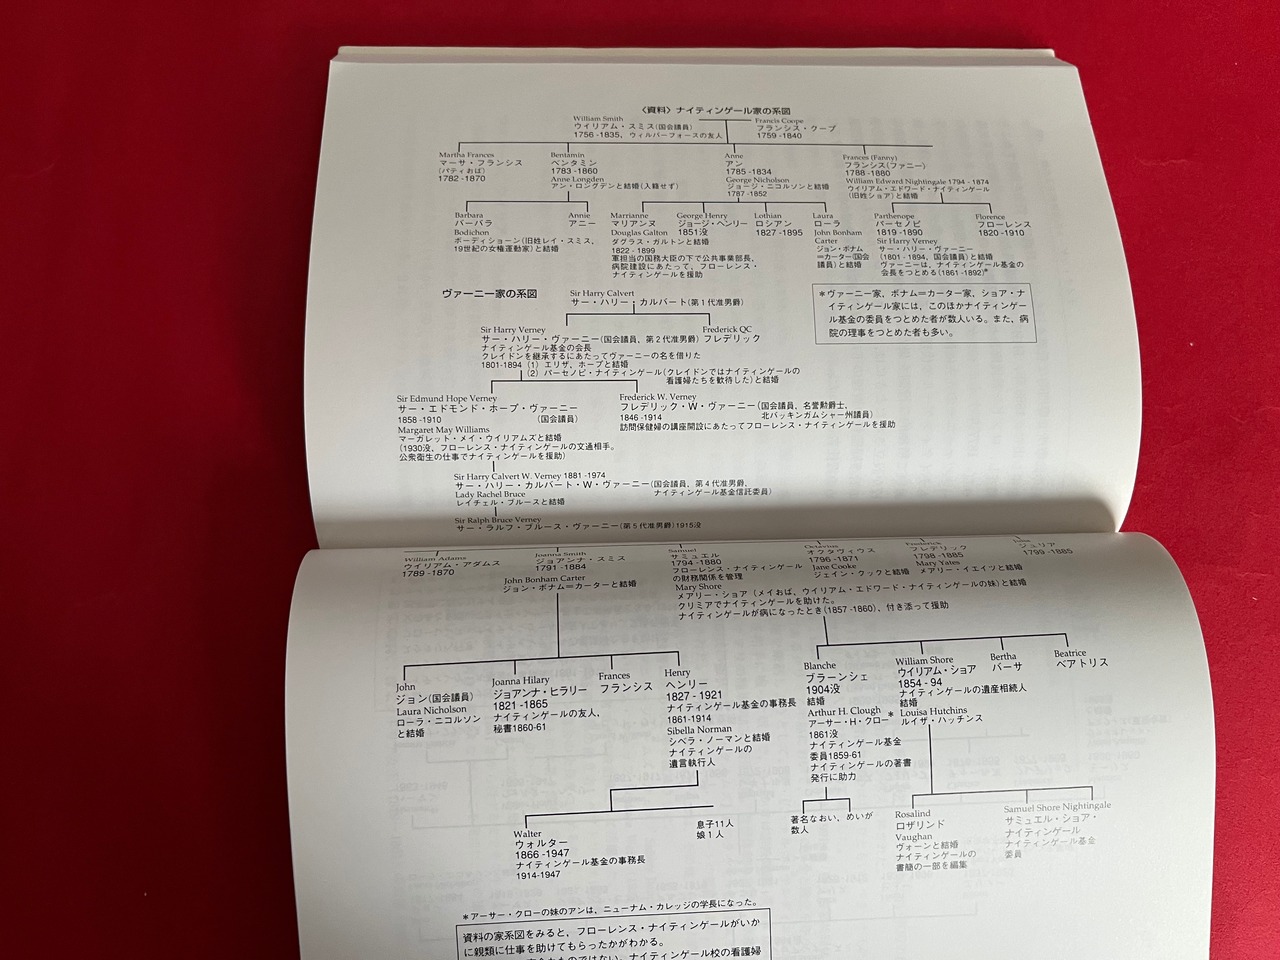 〈資料〉ナイティンゲール家の系図
William Smith
ウイリアム・スミス(国会議員)
1756 -1835, ウィルバーフォースの友人
Francis Coope
フランシス・クープ
1759 -1840
Martha Frances
マーサ・フランシス
(パティおば)
1782 -1870
Bentamin
ベンタミン
1783 -1860
Anne Longden
アン・ロングデンと結婚(入籍せず)
Anne
アン
1785 -1834
George Nicholson
ジョージ・ニコルソンと結婚
1787 -1852
Frances (Fanny)
フランシス(ファニー)
1788 -1880
William Edward Nightingale 1794 - 1874
ウイリアム・エドワード・ナイティンゲール
(旧姓ショア)と結婚
Barbara
バーバラ
Bodichon
ボーディショーン(旧姓レイ・スミス,
19世紀の女権運動家)と結婚
Annie
アニー
Marrianne
マリアンヌ
Douglas Galton
ダグラス・ガルトンと結婚
1822 - 1899
軍担当の国務大臣の下で公共事業部長,
病院建設にあたって, フローレンス・
ナイティンゲールを援助
George Henry
ジョージ・ヘンリー
1851没
Lothian
ロシアン
1827 -1895
Laura
ローラ
John Bonham
Carter
ジョン・ボナム
=カーター(国会
議員)と結婚
Parthenope
パーセノピ
1819 -1890
Sir Harry Verney
サー・ハリー・ヴァーニー
(1801 - 1894, 国会議員)と結婚
ヴァーニーは, ナイティンゲール基金の
会長をつとめる(1861 -1892)*
Florence
フローレンス
1820 -1910
*ヴァーニー家, ボナム=カーター家, ショア・ナ
イティンゲール家には, このほかナイティンゲー
ル基金の委員をつとめた者が数人いる。また, 病
院の理事をつとめた者も多い。
ヴァーニー家の系図
Sir Harry Calvert
サー・ハリー・カルバート(第1代准男爵)
Sir Harry Verney
サー・ハリー・ヴァーニー(国会議員, 第2代准男爵)
ナイティンゲール基金の会長
クレイドンを継承するにあたってヴァーニーの名を借りた
1801-1894 (1) エリザ, ホープと結婚
(2) パーセノピ・ナイティンゲール(クレイドンではナイティンゲールの
看護婦たちを歓待した)と結婚
Frederick QC
フレデリック
Sir Edmund Hope Verney
サー・エドモンド・ホープ・ヴァーニー
1858 -1910 (国会議員)
Margaret May Williams
マーガレット・メイ・ウイリアムズと結婚
(1930没, フローレンス・ナイティンゲールの文通相手。
公衆衛生の仕事でナイティンゲールを援助)
Frederick W. Verney
フレデリック・W・ヴァーニー(国会議員, 名誉勲爵士,
1846 -1914 北バッキンガムシャー州議員)
訪問保健婦の講座開設にあたってフローレンス・ナイティンゲールを援助
Sir Harry Calvert W. Verney 1881 -1974
サー・ハリー・カルバート・W・ヴァーニー(国会議員, 第4代准男爵,
ナイティンゲール基金信託委員)
Lady Rachel Bruce
レイチェル・ブルースと結婚
Sir Ralph Bruce Verney
サー・ラルフ・ブルース・ヴァーニー(第5代准男爵)1915没
William Adams
ウイリアム・アダムス
1789 -1870
Joanna Smith
ジョアンナ・スミス
1791 -1884
John Bonham Carter
ジョン・ボナム=カーターと結婚
Samuel
サミュエル
1794 -1880
フローレンス・ナイティンゲール
の財務関係を管理
Mary Shore
メアリー・ショア (メイおば, ウイリアム・エドワード・ナイティンゲールの妹)と結婚
クリミアでナイティンゲールを助けた。
ナイティンゲールが病になったとき(1857 -1860), 付き添って援助
Octavius
オクタヴィウス
1796 -1871
Jane Cooke
ジェイン・クックと結婚
Frederick
フレデリック
1798 -1885
Mary Yates
メアリー・イェイツと結婚
ジュリア
1799 -1885
John
ジョン(国会議員)
Laura Nicholson
ローラ・ニコルソン
と結婚
Joanna Hilary
ジョアンナ・ヒラリー
1821 -1865
ナイティンゲールの友人,
秘書1860-61
Frances
フランシス
Henry
ヘンリー
1827 - 1921
ナイティンゲール基金の事務長
1861-1914
Sibella Norman
シベラ・ノーマンと結婚
ナイティンゲールの
遺言執行人
Blanche
ブラーンシェ
1904没
結婚
Arthur H. Clough
アーサー・H・クロー*
1861没
ナイティンゲール基金
委員1859-61
ナイティンゲールの著書
発行に助力
William Shore
ウイリアム・ショア
1854 - 94
ナイティンゲールの遺産相続人
結婚
Louisa Hutchins
ルイザ・ハッチンス
Bertha
バーサ
Beatrice
ベアトリス
Walter
ウォルター
1866 -1947
ナイティンゲール基金の事務長
1914-1947
息子11人
娘1人
著名なおい, めいが
数人
Rosalind
ロザリンド
Vaughan
ヴォーンと結婚
ナイティンゲールの
書簡の一部を編集
Samuel Shore Nightingale
サミュエル・ショア・
ナイティンゲール
ナイティンゲール基金
委員
*アーサー・クローの妹のアンは, ニューナム・カレッジの学長になった。
資料の家系図をみると, フローレンス・ナイティンゲールがいか
に親類に仕事を助けてもらったかがわかる。
ナイティンゲール校の看護婦